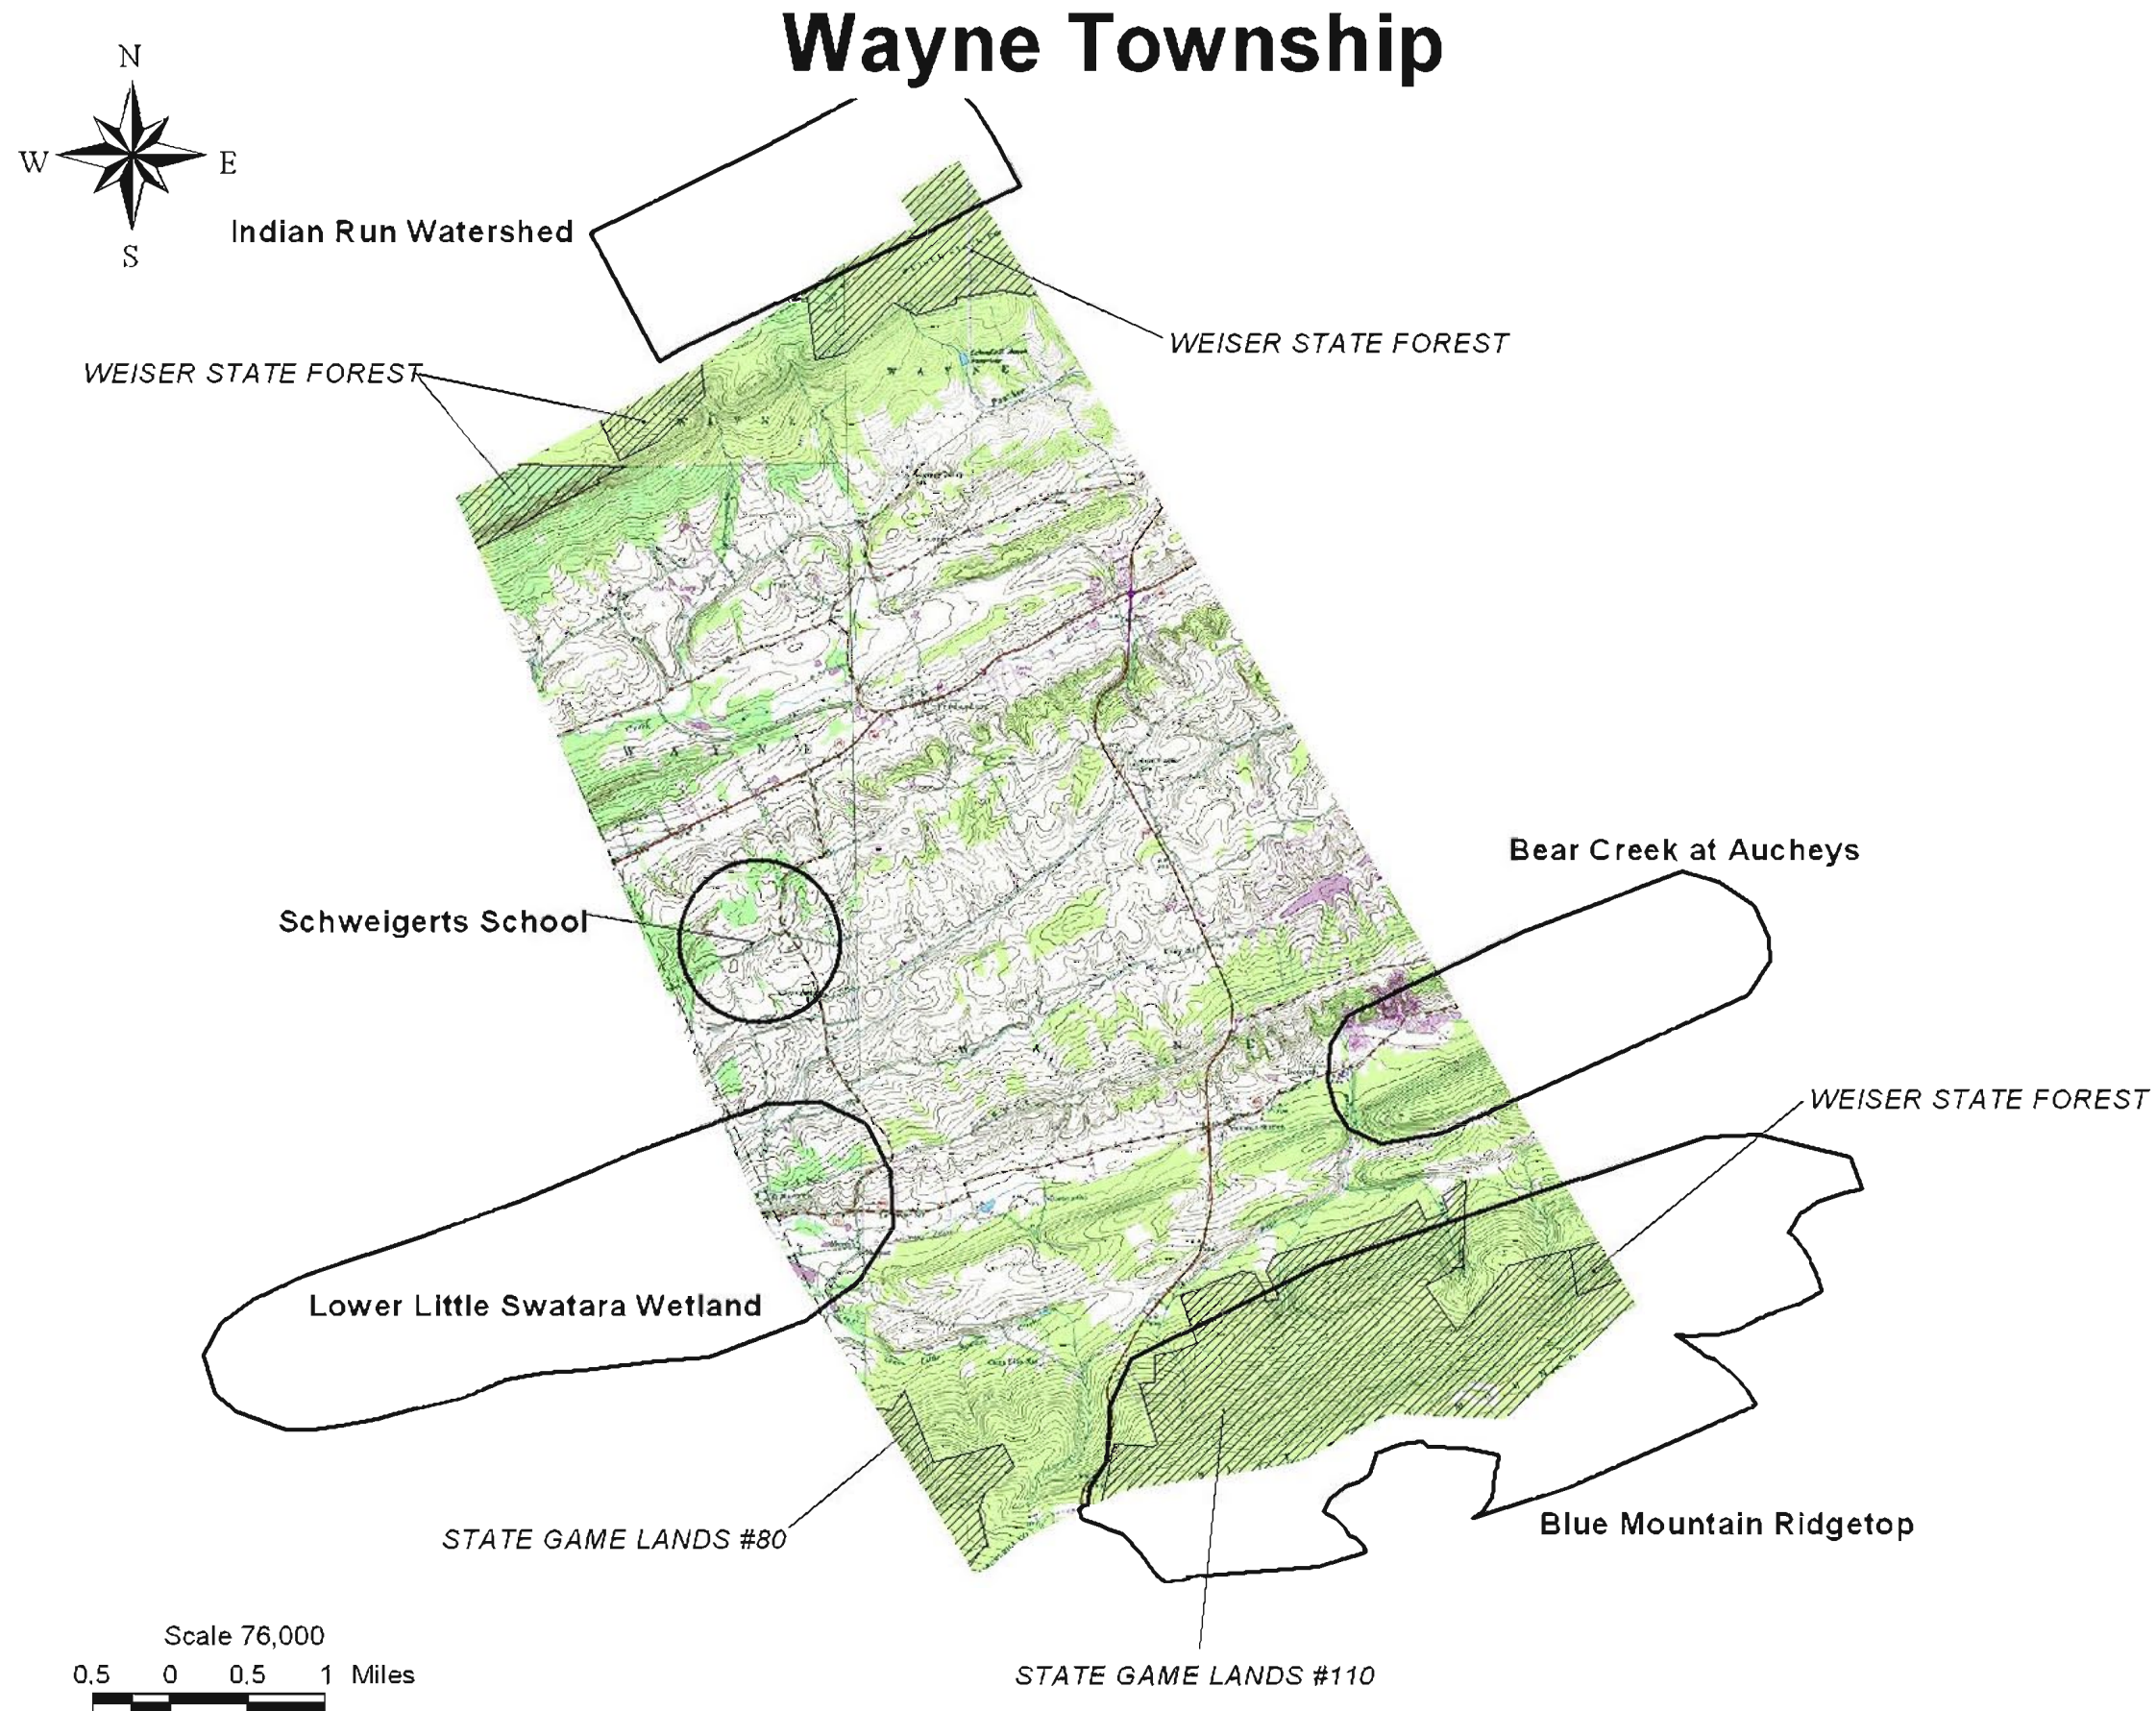 Wayne Township
N
W
E
S
Indian Run Watershed
WEISER STATE FOREST
WEISER STATE FOREST
W A Y N E
W A Y N E
W A Y N E
Bear Creek at Aucheys
Schweigerts School
W A Y N E
WEISER STATE FOREST
Lower Little Swatara Wetland
STATE GAME LANDS #80
Blue Mountain Ridgetop
STATE GAME LANDS #110
Scale 76,000
0.5 0 0.5 1 Miles